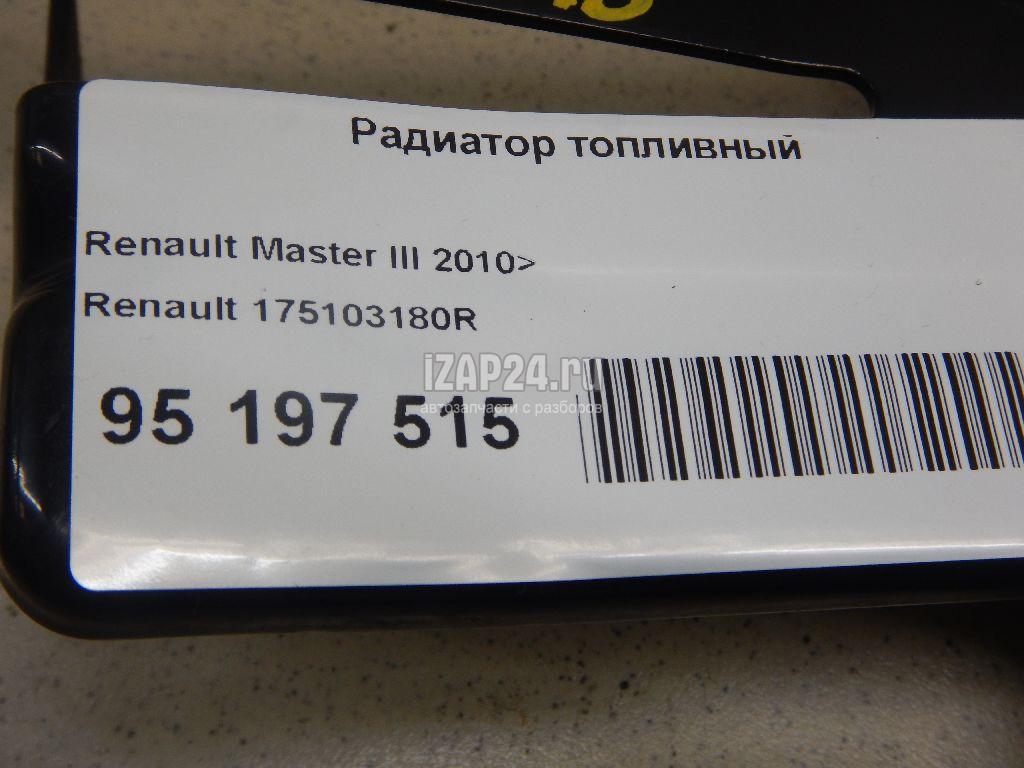 Радиатор топливный
Renault Master III 2010>
Renault 175103180R
iZAP24.ru
автозапчасти с разборов
95 197 515